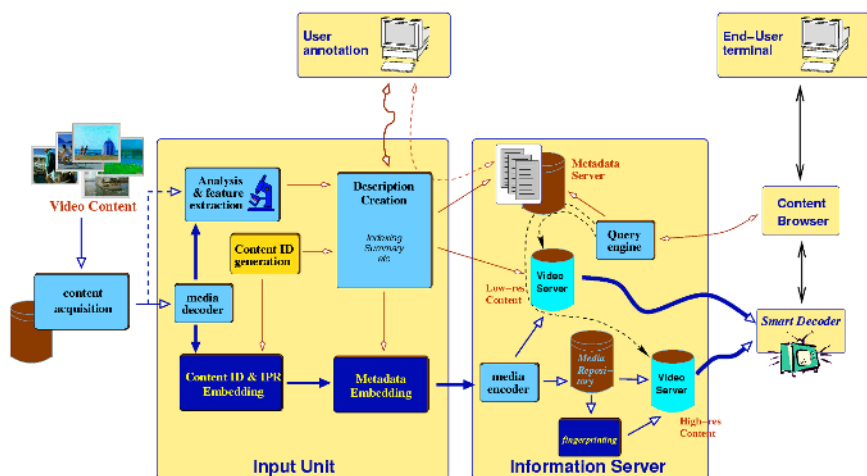 User
annotation
End-User
terminal
Video Content
Analysis
& feature
extraction
Description
Creation
Indexing
Summary
etc
Metadata
Server
Query
engine
Content
Browser
Content ID
generation
content
acquisition
media
decoder
Low-res
Content
Video
Server
Smart Decoder
Content ID & IPR
Embedding
Metadata
Embedding
media
encoder
Media
Reposit-
ory
Video
Server
fingerprinting
High-res
Content
Input Unit
Information Server